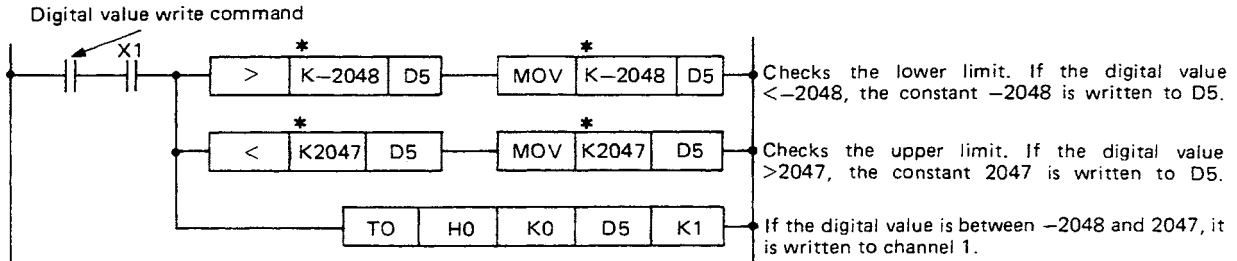 Digital value write command
X1
* *
> K−2048 D5 MOV K−2048 D5
Checks the lower limit. If the digital value
<−2048, the constant −2048 is written to D5.
* *
< K2047 D5 MOV K2047 D5
Checks the upper limit. If the digital value
>2047, the constant 2047 is written to D5.
TO H0 K0 D5 K1
If the digital value is between −2048 and 2047, it
is written to channel 1.